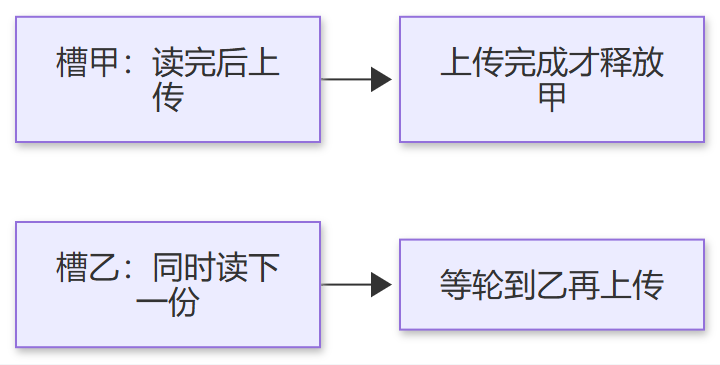 槽甲：读完后上
传
上传完成才释放
甲
槽乙：同时读下
一份
等轮到乙再上传